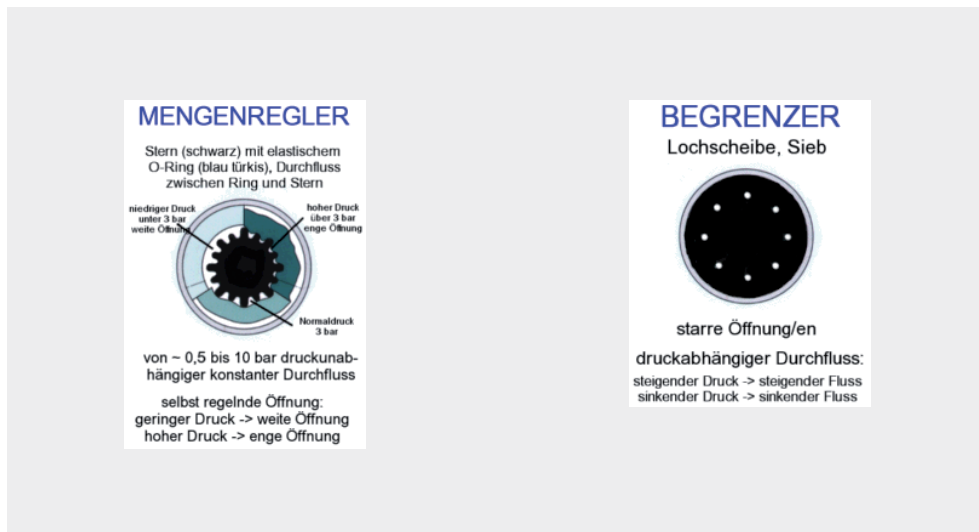 MENGENREGLER
Stern (schwarz) mit elastischem
O-Ring (blau türkis), Durchfluss
zwischen Ring und Stern
niedriger Druck
unter 3 bar
weite Öffnung
hoher Druck
über 3 bar
enge Öffnung
Normaldruck
3 bar
von ~ 0,5 bis 10 bar druckunab-
hängiger konstanter Durchfluss
selbst regelnde Öffnung:
geringer Druck -> weite Öffnung
hoher Druck -> enge Öffnung
BEGRENZER
Lochscheibe, Sieb
starre Öffnung/en
druckabhängiger Durchfluss:
steigender Druck -> steigender Fluss
sinkender Druck -> sinkender Fluss